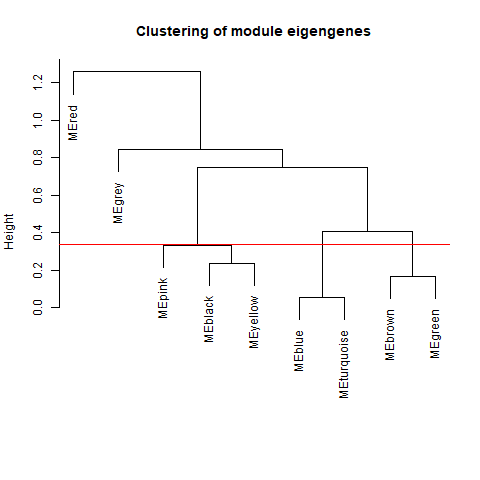 Clustering of module eigengenes
Height
1.2
1.0
0.8
0.6
0.4
0.2
0.0
MEred
MEgrey
MEpink
MEblack
MEyellow
MEblue
MEturquoise
MEbrown
MEgreen